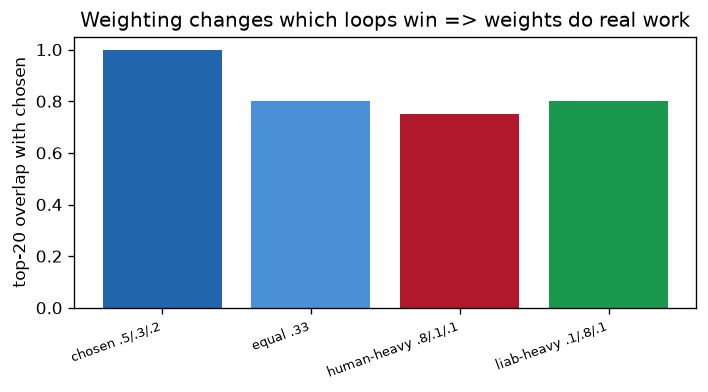 Weighting changes which loops win => weights do real work
top-20 overlap with chosen
1.0
0.8
0.6
0.4
0.2
0.0
chosen .5/.3/.2
equal .33
human-heavy .8/.1/.1
liab-heavy .1/.8/.1